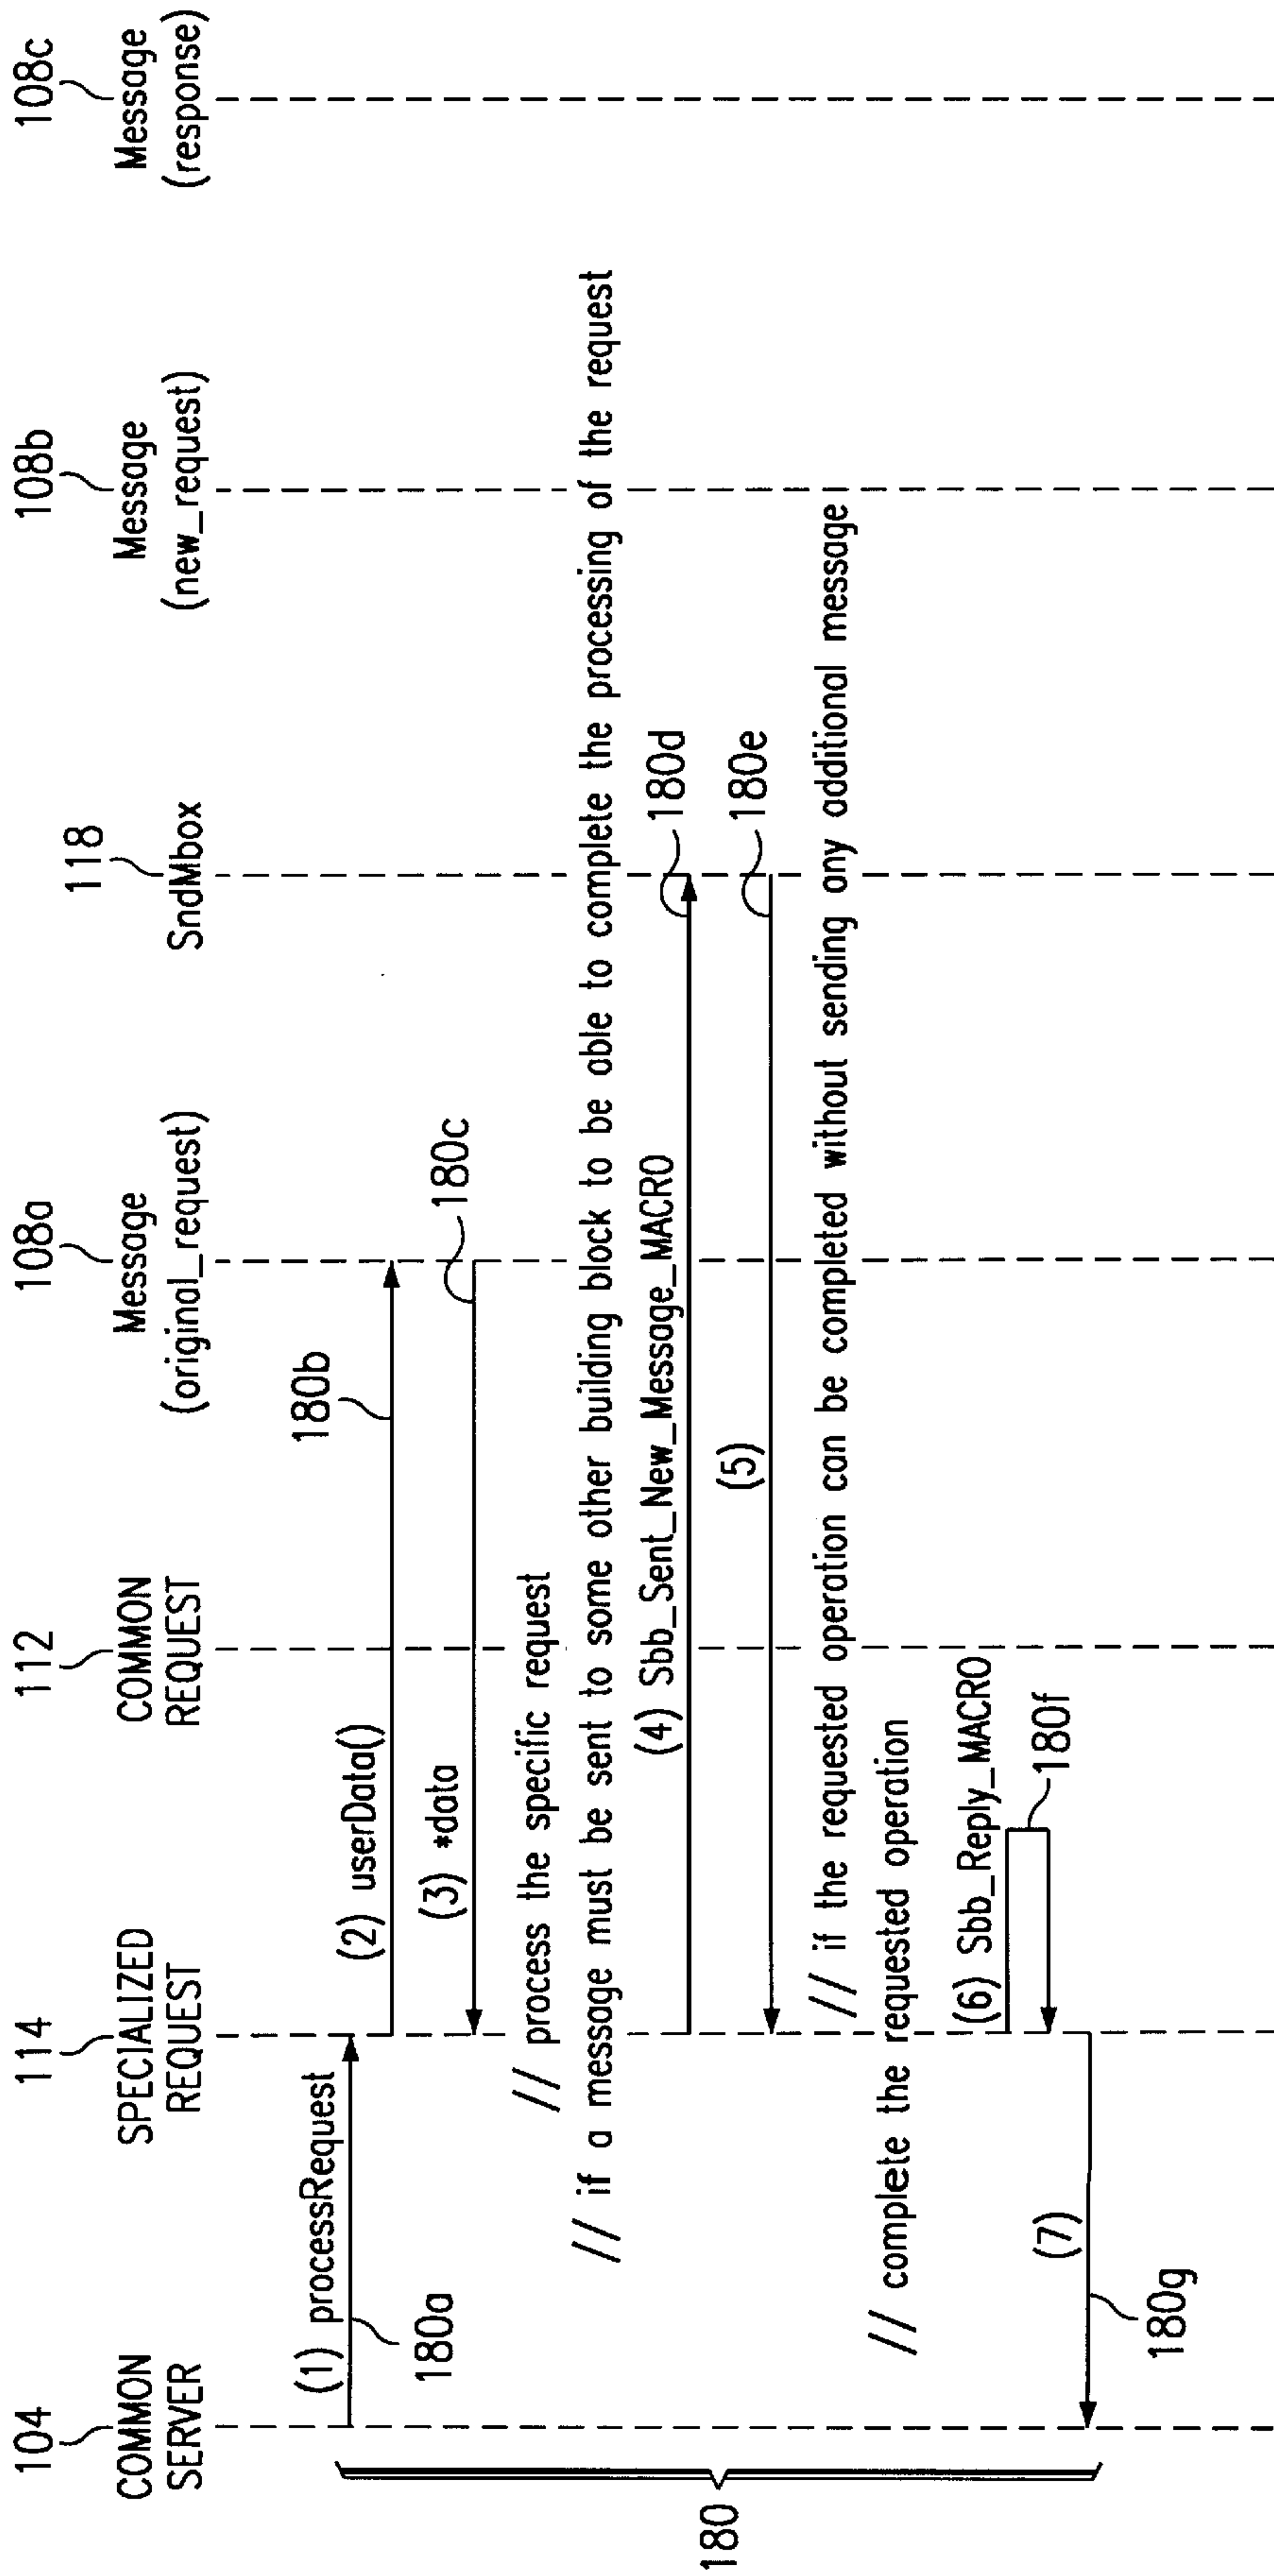 104
COMMON
SERVER
114
SPECIALIZED
REQUEST
112
COMMON
REQUEST
108a
Message
(original_request)
118
SndMbox
108b
Message
(new_request)
108c
Message
(response)
(1) processRequest
180a
(2) userData()
180b
(3) *data
180c
// process the specific request
// if a message must be sent to some other building block to be able to complete the processing of the request
(4) Sbb_Sent_New_Message_MACRO
180d
(5)
180e
// if the requested operation can be completed without sending any additional message
// complete the requested operation
(6) Sbb_Reply_MACRO
180f
(7)
180g
180